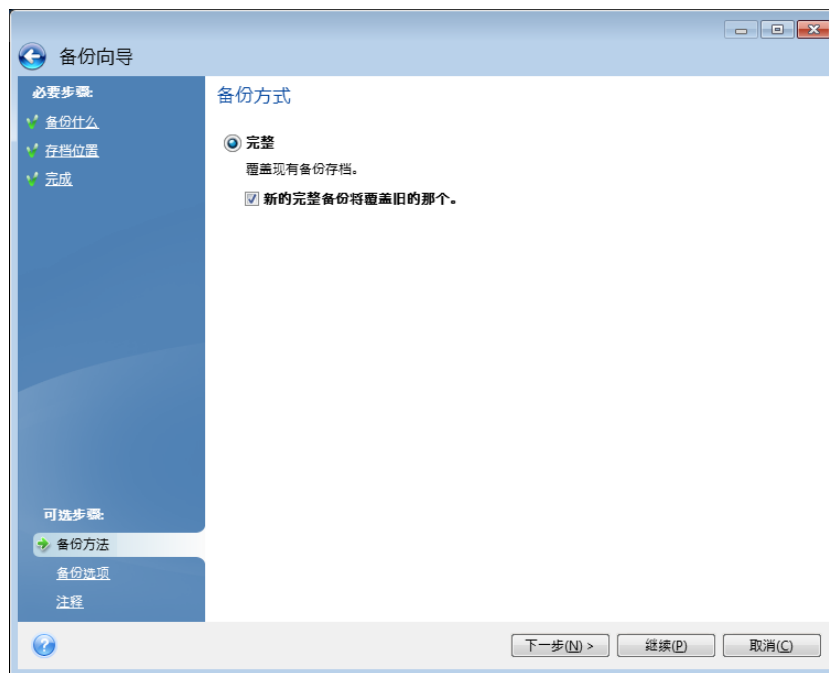 备份向导
必要步骤:
备份什么
存档位置
完成
可选步骤:
备份方法
备份选项
注释
备份方式
完整
覆盖现有备份存档。
新的完整备份将覆盖旧的那个。
下一步(N) >
继续(P)
取消(C)